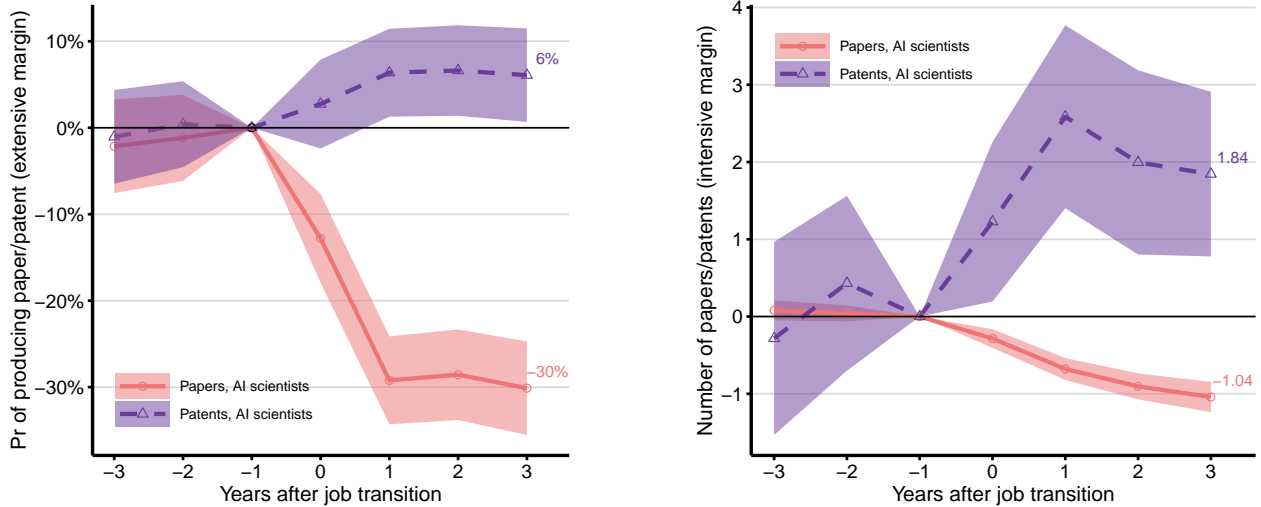 Pr of producing paper/patent (extensive margin)
10%
0%
−10%
−20%
−30%
6%
−30%
Papers, AI scientists
Patents, AI scientists
−3 −2 −1 0 1 2 3
Years after job transition
Number of papers/patents (intensive margin)
4
3
2
1
0
−1
Papers, AI scientists
Patents, AI scientists
1.84
−1.04
−3 −2 −1 0 1 2 3
Years after job transition